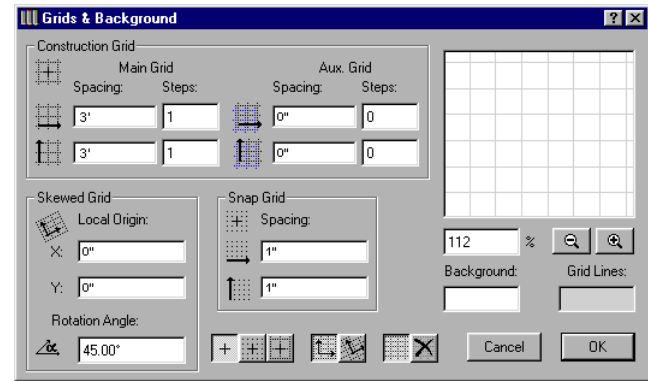 Grids & Background
Construction Grid
Main Grid
Aux. Grid
Spacing: Steps: Spacing: Steps:
3' 1 0" 0
3' 1 0" 0
Skewed Grid
Local Origin:
X: 0"
Y: 0"
Rotation Angle:
α 45.00°
Snap Grid
Spacing:
1"
1"
112 %
Background: Grid Lines:
Cancel OK